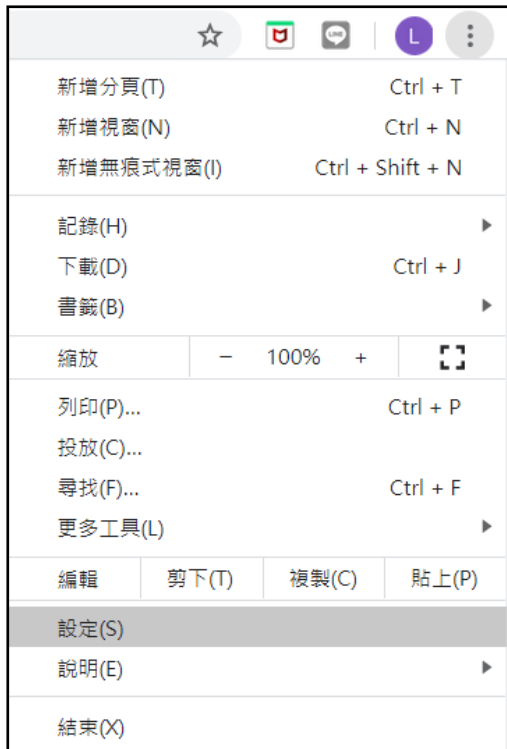 LINE L
新增分頁(T) Ctrl + T
新增視窗(N) Ctrl + N
新增無痕式視窗(I) Ctrl + Shift + N
記錄(H)
下載(D) Ctrl + J
書籤(B)
縮放 − 100% +
列印(P)... Ctrl + P
投放(C)...
尋找(F)... Ctrl + F
更多工具(L)
編輯 剪下(T) 複製(C) 貼上(P)
設定(S)
說明(E)
結束(X)